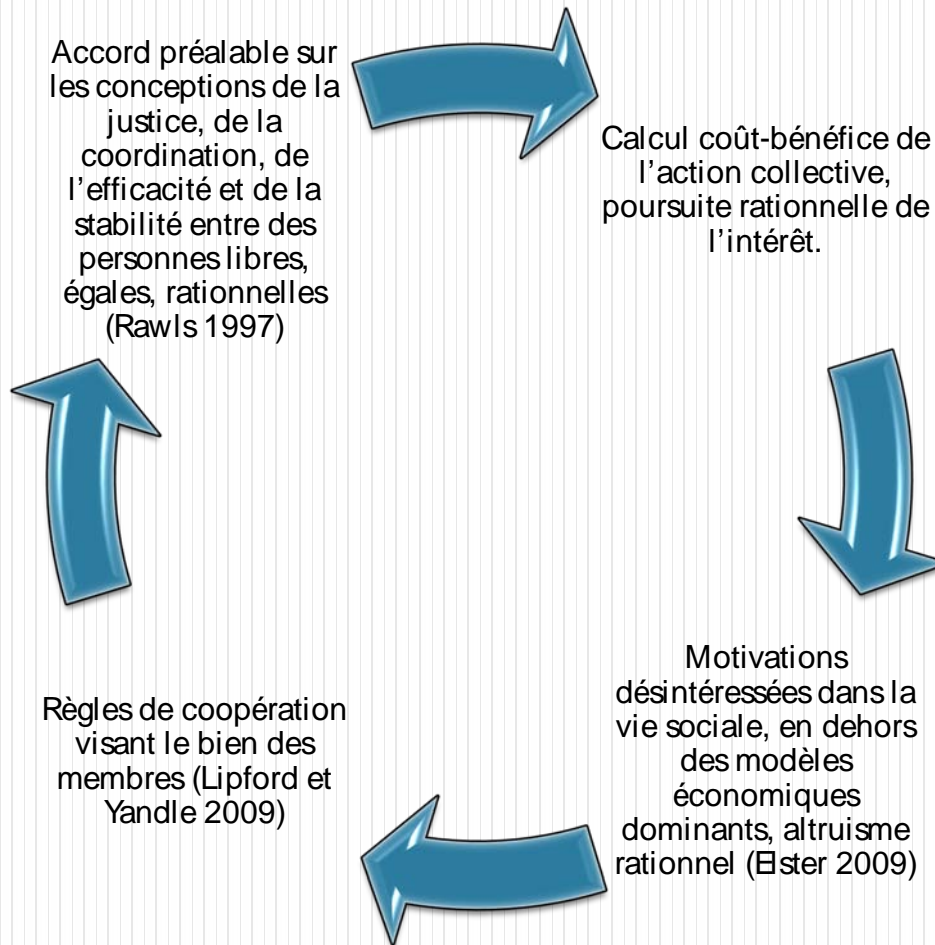 Accord préalable sur
les conceptions de la
justice, de la
coordination, de
l’efficacité et de la
stabilité entre des
personnes libres,
égales, rationnelles
(Rawls 1997)
Calcul coût-bénéfice de
l’action collective,
poursuite rationnelle de
l’intérêt.
Motivations
désintéressées dans la
vie sociale, en dehors
des modèles
économiques
dominants, altruisme
rationnel (Elster 2009)
Règles de coopération
visant le bien des
membres (Lipford et
Yandle 2009)